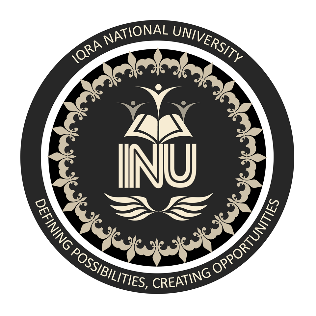 IQRA NATIONAL UNIVERSITY
INU
DEFINING POSSIBILITIES, CREATING OPPORTUNITIES